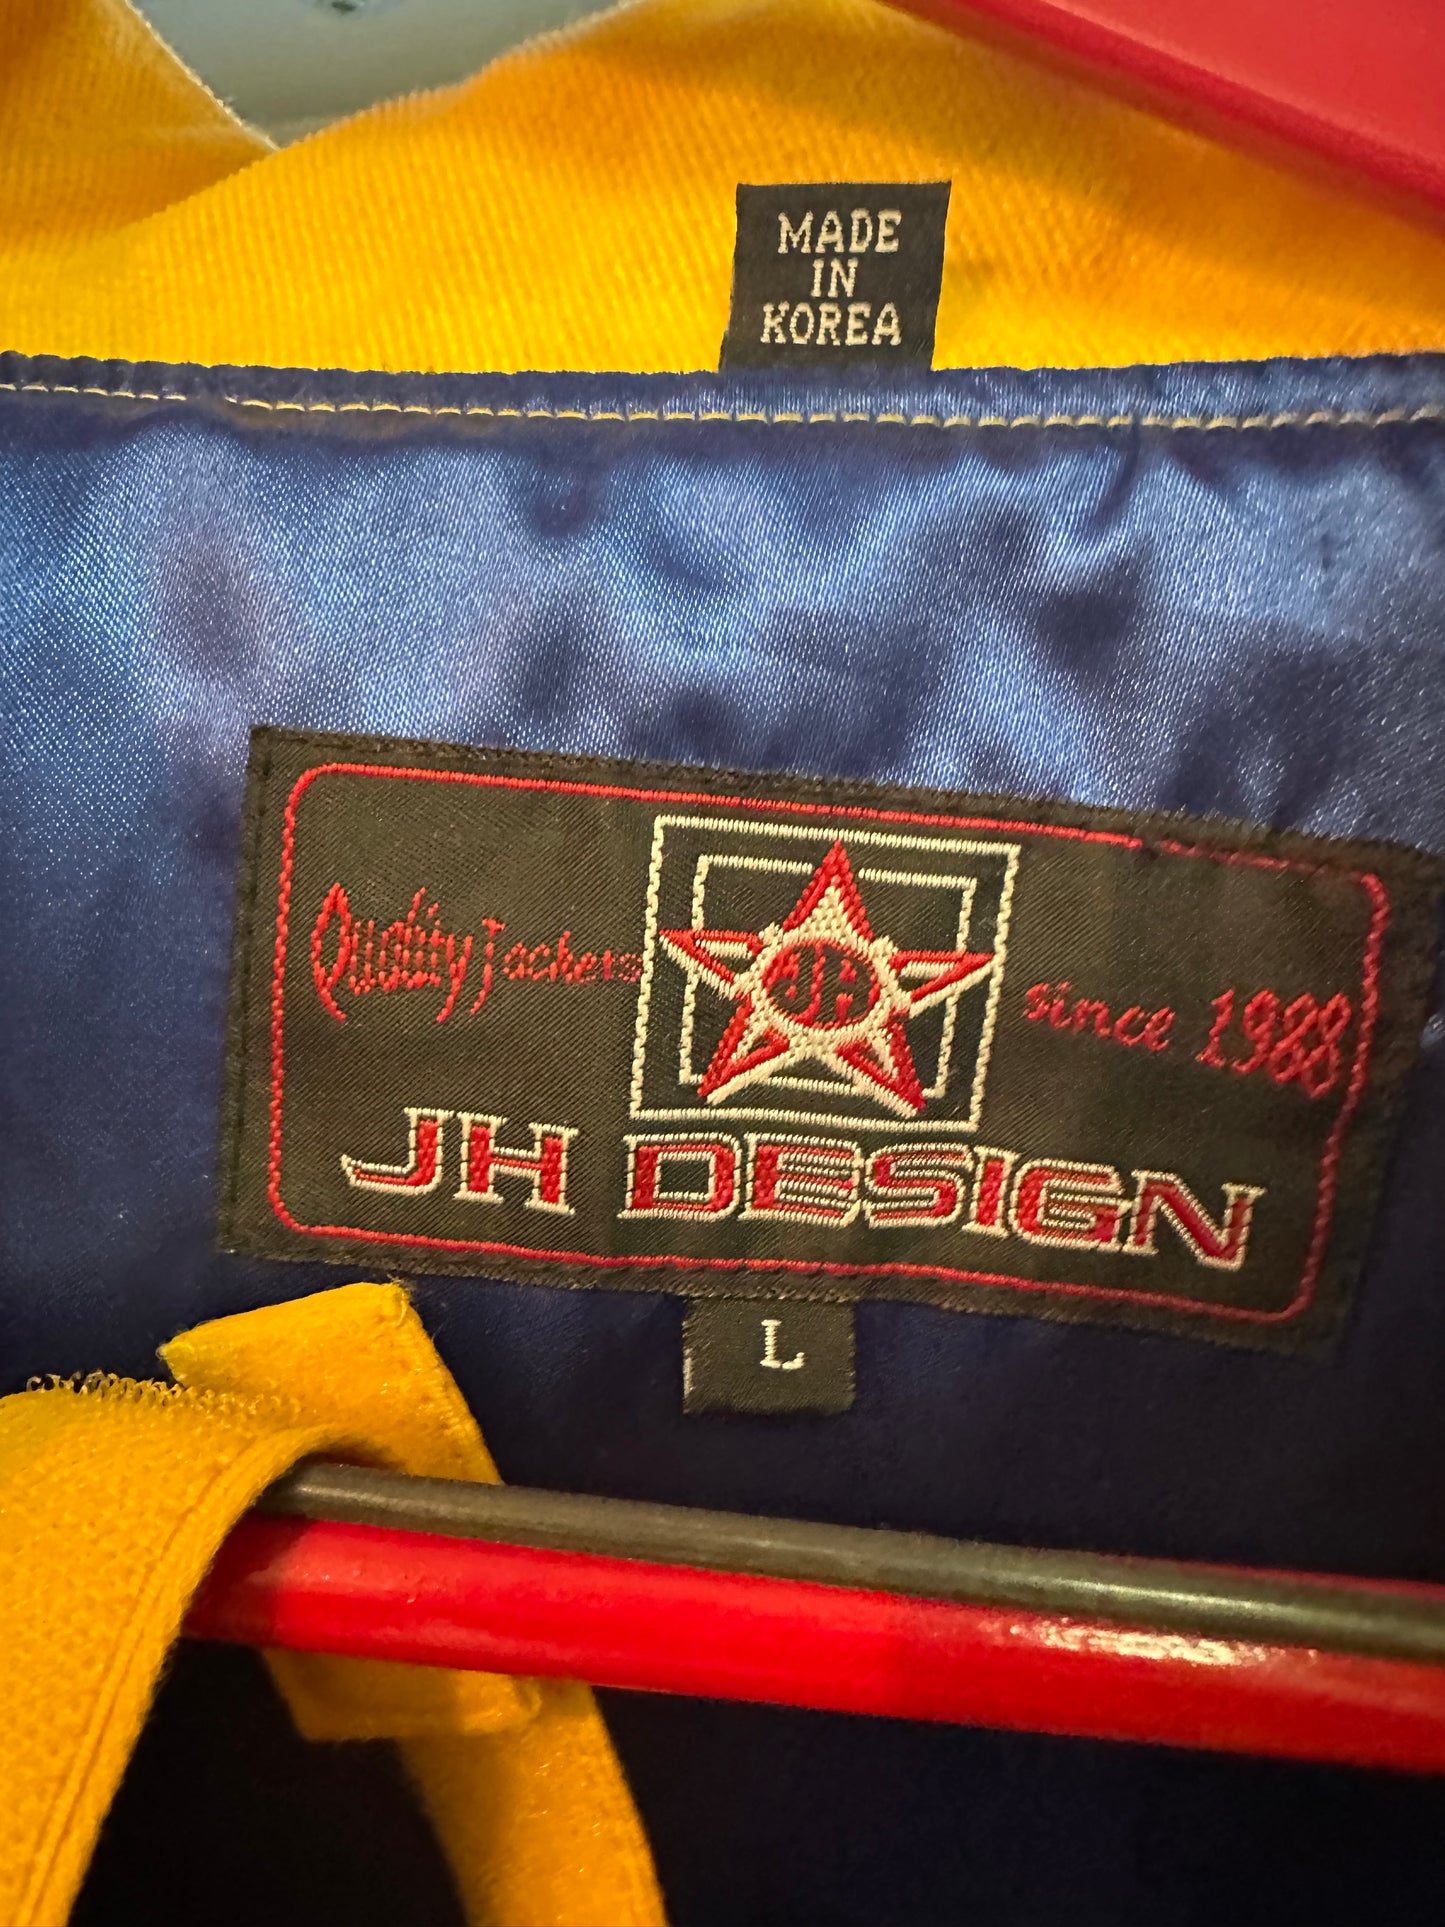 MADE
IN
KOREA
Quality Jackets
JH
since 1988
JH DESIGN
L